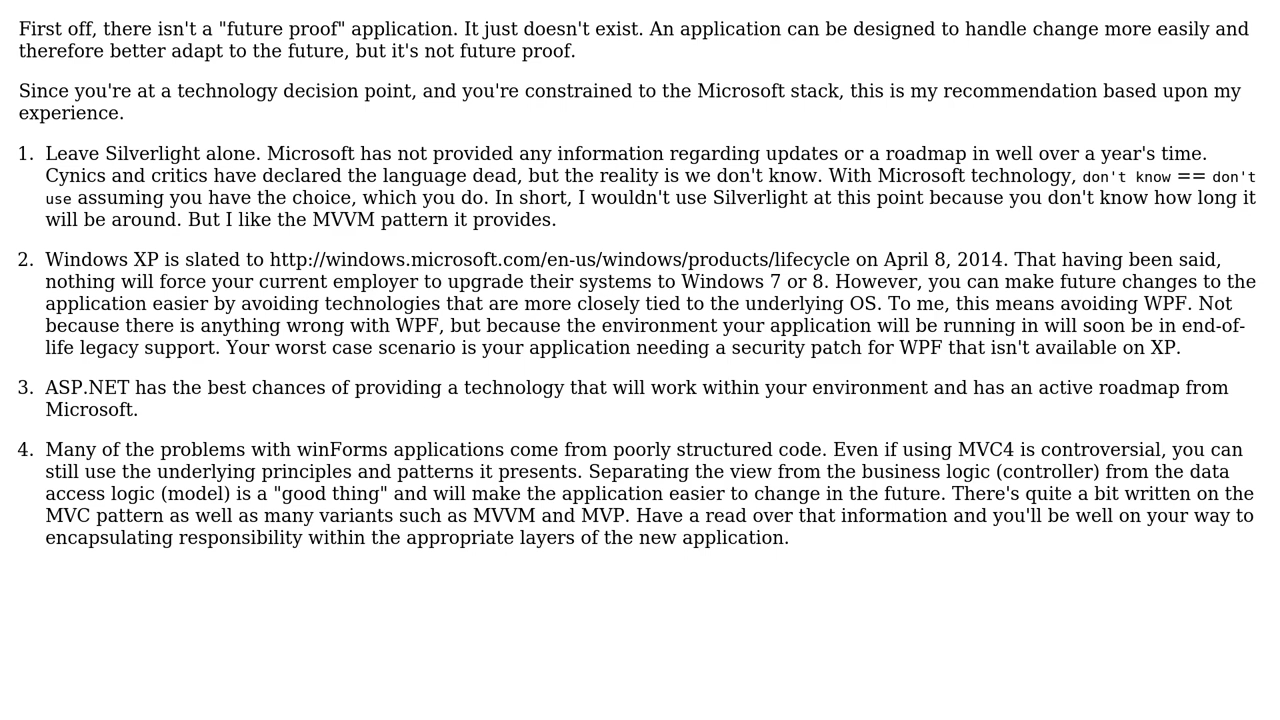 First off, there isn't a "future proof" application. It just doesn't exist. An application can be designed to handle change more easily and
therefore better adapt to the future, but it's not future proof.
Since you're at a technology decision point, and you're constrained to the Microsoft stack, this is my recommendation based upon my
experience.
1. Leave Silverlight alone. Microsoft has not provided any information regarding updates or a roadmap in well over a year's time.
Cynics and critics have declared the language dead, but the reality is we don't know. With Microsoft technology, don't know == don't
use assuming you have the choice, which you do. In short, I wouldn't use Silverlight at this point because you don't know how long it
will be around. But I like the MVVM pattern it provides.
2. Windows XP is slated to http://windows.microsoft.com/en-us/windows/products/lifecycle on April 8, 2014. That having been said,
nothing will force your current employer to upgrade their systems to Windows 7 or 8. However, you can make future changes to the
application easier by avoiding technologies that are more closely tied to the underlying OS. To me, this means avoiding WPF. Not
because there is anything wrong with WPF, but because the environment your application will be running in will soon be in end-of-
life legacy support. Your worst case scenario is your application needing a security patch for WPF that isn't available on XP.
3. ASP.NET has the best chances of providing a technology that will work within your environment and has an active roadmap from
Microsoft.
4. Many of the problems with winForms applications come from poorly structured code. Even if using MVC4 is controversial, you can
still use the underlying principles and patterns it presents. Separating the view from the business logic (controller) from the data
access logic (model) is a "good thing" and will make the application easier to change in the future. There's quite a bit written on the
MVC pattern as well as many variants such as MVVM and MVP. Have a read over that information and you'll be well on your way to
encapsulating responsibility within the appropriate layers of the new application.